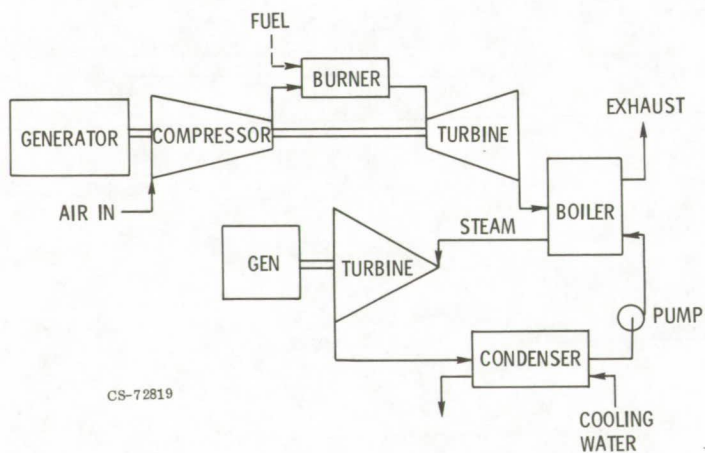 FUEL
BURNER
GENERATOR
COMPRESSOR
TURBINE
EXHAUST
AIR IN
BOILER
STEAM
GEN
TURBINE
PUMP
CONDENSER
CS-72819
COOLING
WATER